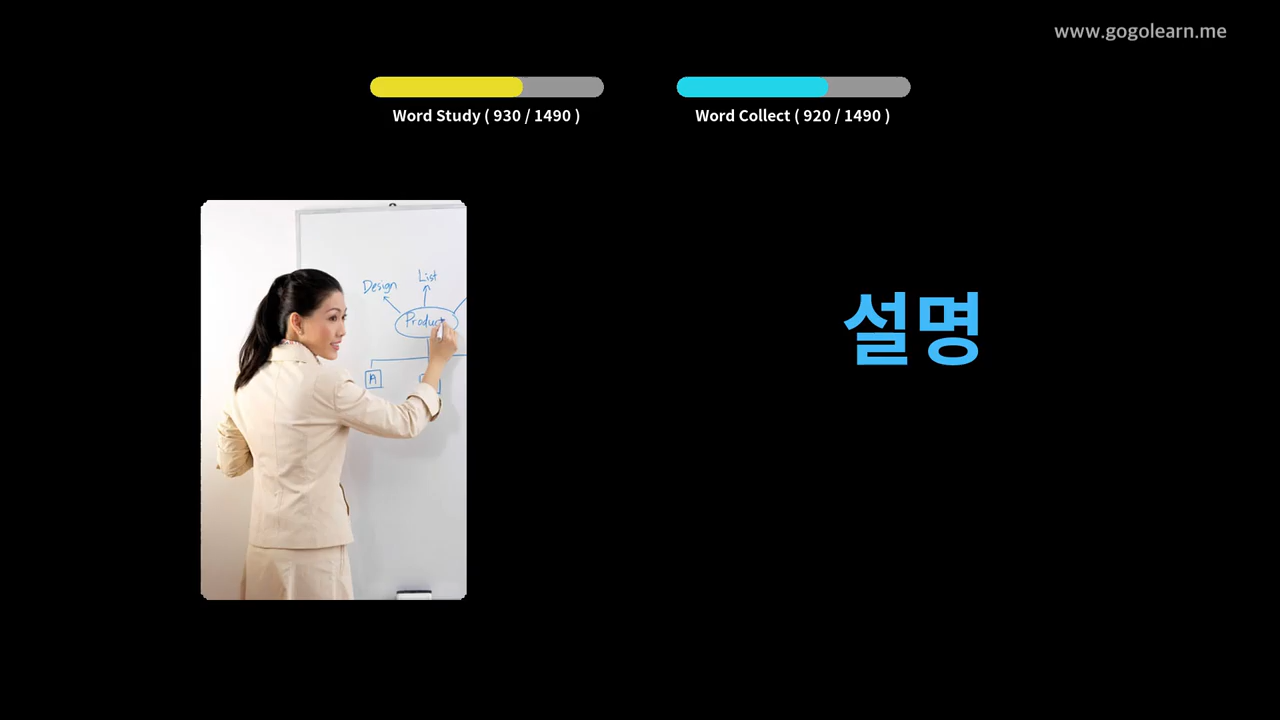 www.gogolearn.me
Word Study ( 930 / 1490 )
Word Collect ( 920 / 1490 )
List
Design
Product
A
설명